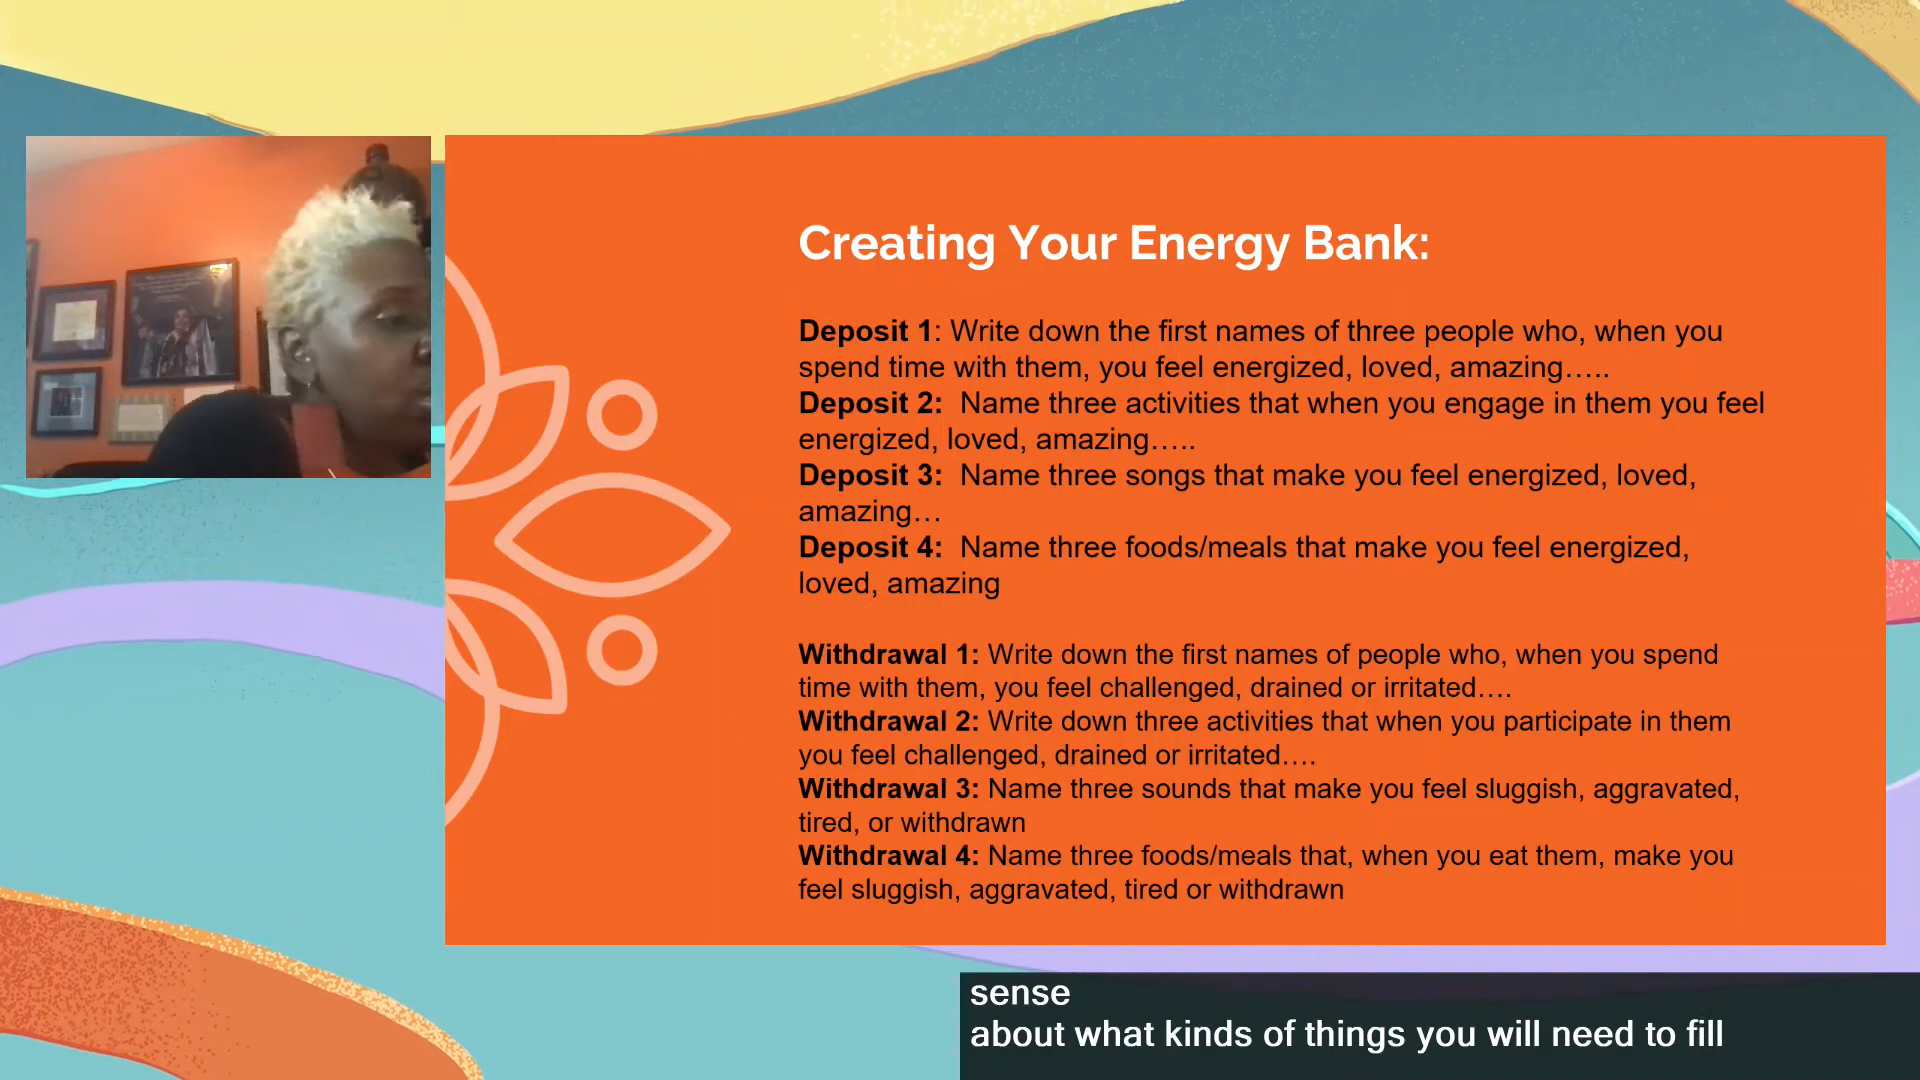 Creating Your Energy Bank:
Deposit 1: Write down the first names of three people who, when you
spend time with them, you feel energized, loved, amazing…..
Deposit 2:  Name three activities that when you engage in them you feel
energized, loved, amazing…..
Deposit 3:  Name three songs that make you feel energized, loved,
amazing…
Deposit 4:  Name three foods/meals that make you feel energized,
loved, amazing
Withdrawal 1: Write down the first names of people who, when you spend
time with them, you feel challenged, drained or irritated….
Withdrawal 2: Write down three activities that when you participate in them
you feel challenged, drained or irritated….
Withdrawal 3: Name three sounds that make you feel sluggish, aggravated,
tired, or withdrawn
Withdrawal 4: Name three foods/meals that, when you eat them, make you
feel sluggish, aggravated, tired or withdrawn
sense
about what kinds of things you will need to fill